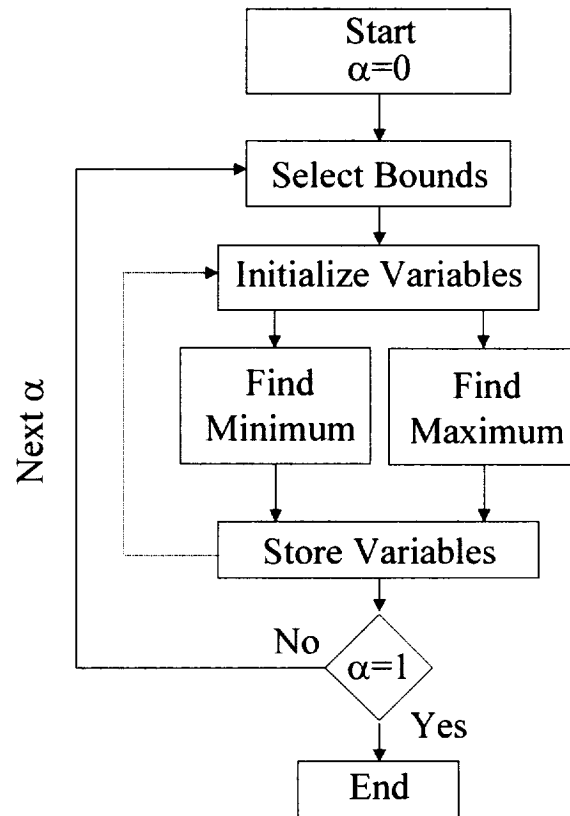 Start
α=0
Select Bounds
Initialize Variables
Find
Minimum
Find
Maximum
Next α
Store Variables
No
α=1
Yes
End